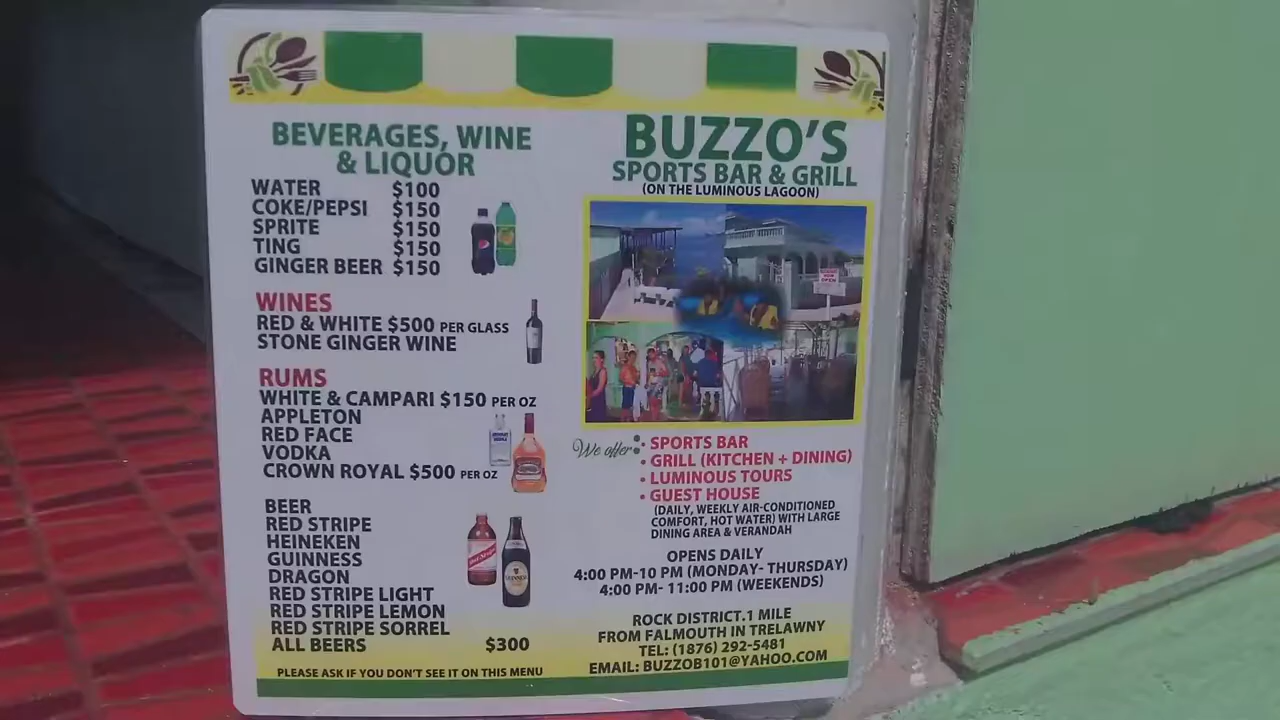 BEVERAGES, WINE
& LIQUOR
WATER $100
COKE/PEPSI $150
SPRITE $150
TING $150
GINGER BEER $150
WINES
RED & WHITE $500 PER GLASS
STONE GINGER WINE
RUMS
WHITE & CAMPARI $150 PER OZ
APPLETON
RED FACE
VODKA
CROWN ROYAL $500 PER OZ
BEER
RED STRIPE
HEINEKEN
GUINNESS
DRAGON
RED STRIPE LIGHT
RED STRIPE LEMON
RED STRIPE SORREL
ALL BEERS $300
PLEASE ASK IF YOU DON'T SEE IT ON THIS MENU
BUZZO'S
SPORTS BAR & GRILL
(ON THE LUMINOUS LAGOON)
We offer:
• SPORTS BAR
• GRILL (KITCHEN + DINING)
• LUMINOUS TOURS
• GUEST HOUSE
(DAILY, WEEKLY AIR-CONDITIONED
COMFORT, HOT WATER) WITH LARGE
DINING AREA & VERANDAH
OPENS DAILY
4:00 PM-10 PM (MONDAY- THURSDAY)
4:00 PM- 11:00 PM (WEEKENDS)
ROCK DISTRICT.1 MILE
FROM FALMOUTH IN TRELAWNY
TEL: (1876) 292-5481
EMAIL: BUZZOB101@YAHOO.COM